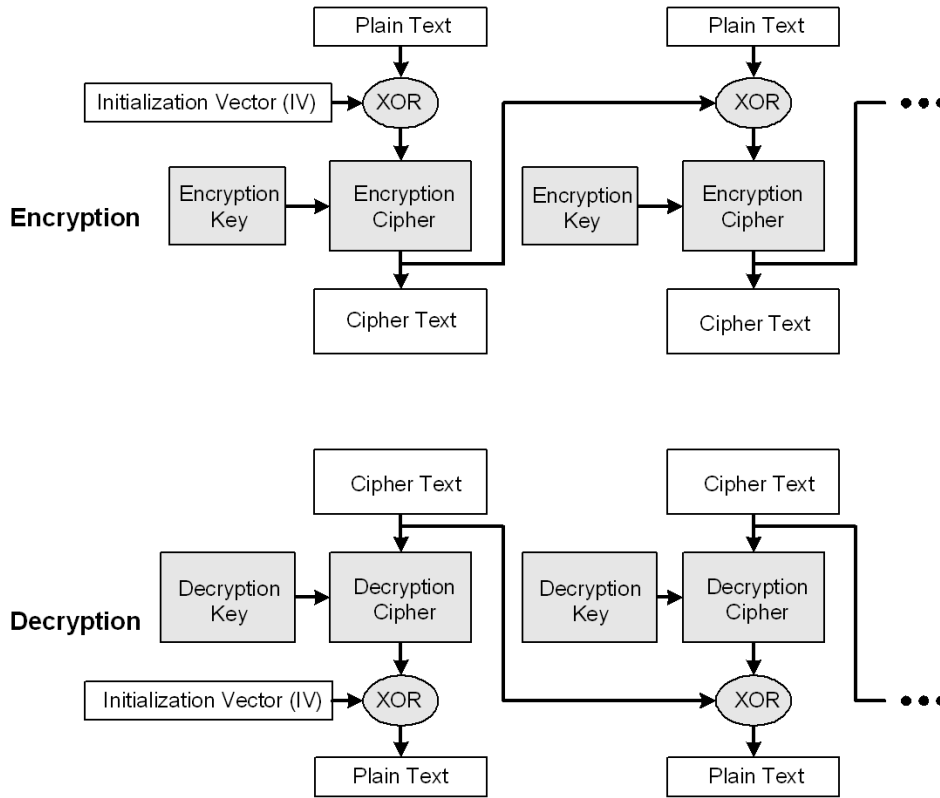 Plain Text
Plain Text
Initialization Vector (IV)
XOR
XOR
Encryption
Encryption
Key
Encryption
Cipher
Encryption
Key
Encryption
Cipher
Cipher Text
Cipher Text
Cipher Text
Cipher Text
Decryption
Decryption
Key
Decryption
Cipher
Decryption
Key
Decryption
Cipher
Initialization Vector (IV)
XOR
XOR
Plain Text
Plain Text